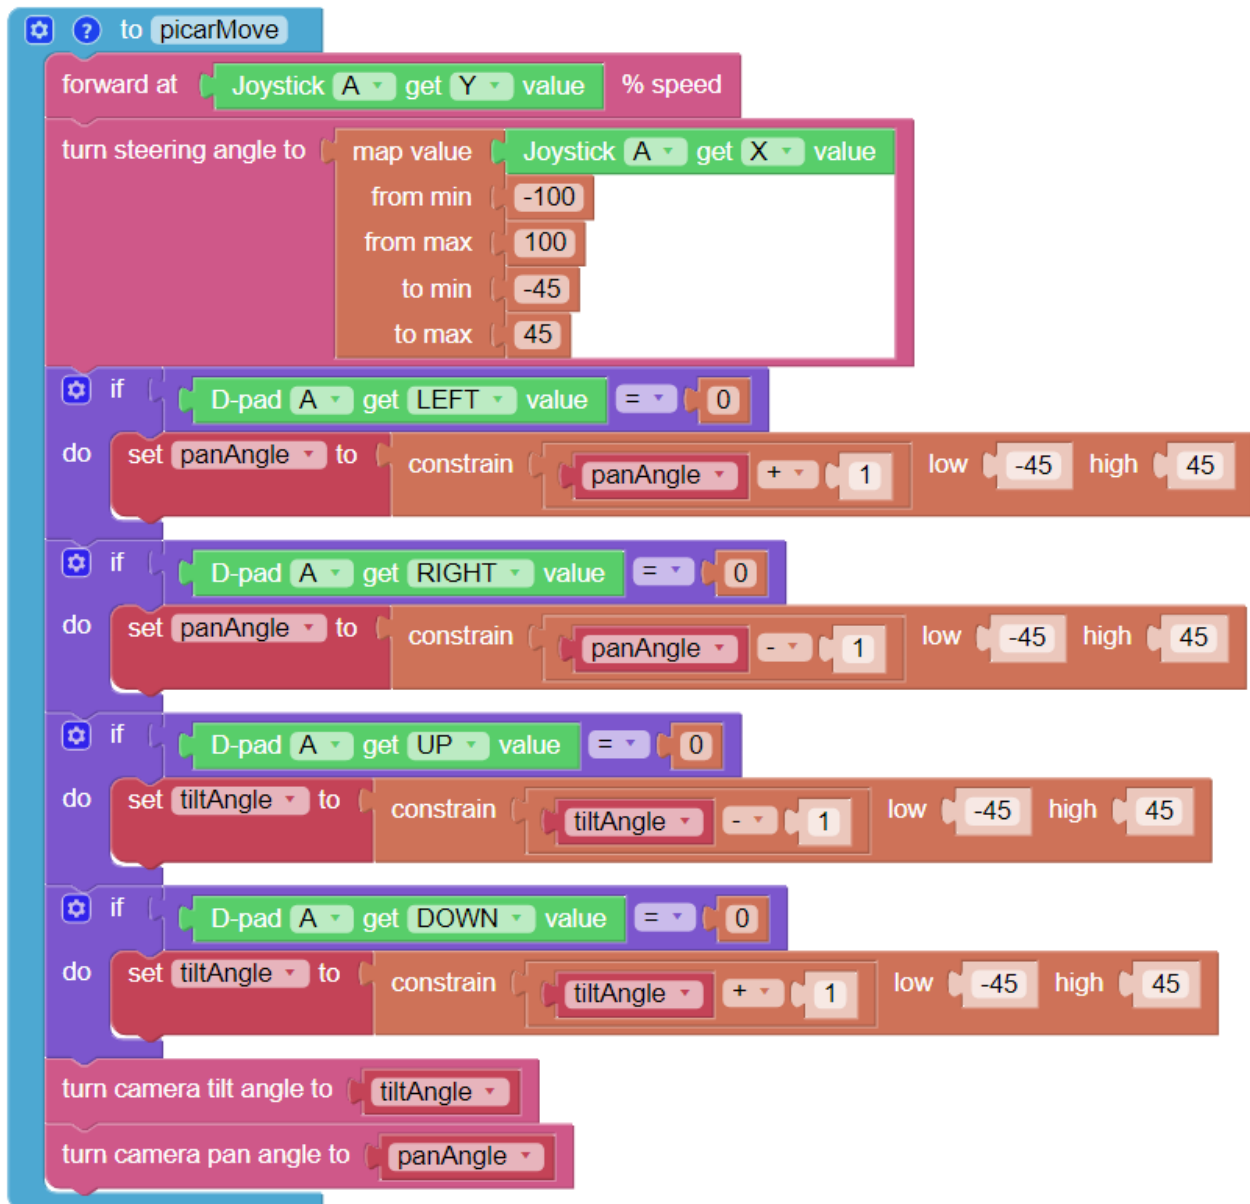 ? to picarMove
forward at Joystick A get Y value % speed
turn steering angle to map value Joystick A get X value
from min -100
from max 100
to min -45
to max 45
if D-pad A get LEFT value = 0
do set panAngle to constrain panAngle + 1 low -45 high 45
if D-pad A get RIGHT value = 0
do set panAngle to constrain panAngle - 1 low -45 high 45
if D-pad A get UP value = 0
do set tiltAngle to constrain tiltAngle - 1 low -45 high 45
if D-pad A get DOWN value = 0
do set tiltAngle to constrain tiltAngle + 1 low -45 high 45
turn camera tilt angle to tiltAngle
turn camera pan angle to panAngle